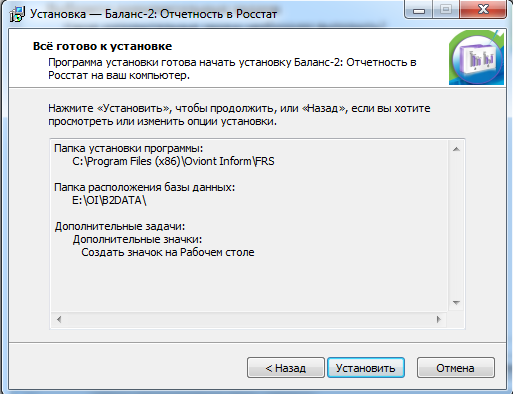 Установка — Баланс-2: Отчетность в Росстат
Всё готово к установке
Программа установки готова начать установку Баланс-2: Отчетность в
Росстат на ваш компьютер.
Нажмите «Установить», чтобы продолжить, или «Назад», если вы хотите
просмотреть или изменить опции установки.
Папка установки программы:
C:\Program Files (x86)\Oviont Inform\FRS
Папка расположения базы данных:
E:\OI\B2DATA\
Дополнительные задачи:
Дополнительные значки:
Создать значок на Рабочем столе
< Назад
Установить
Отмена